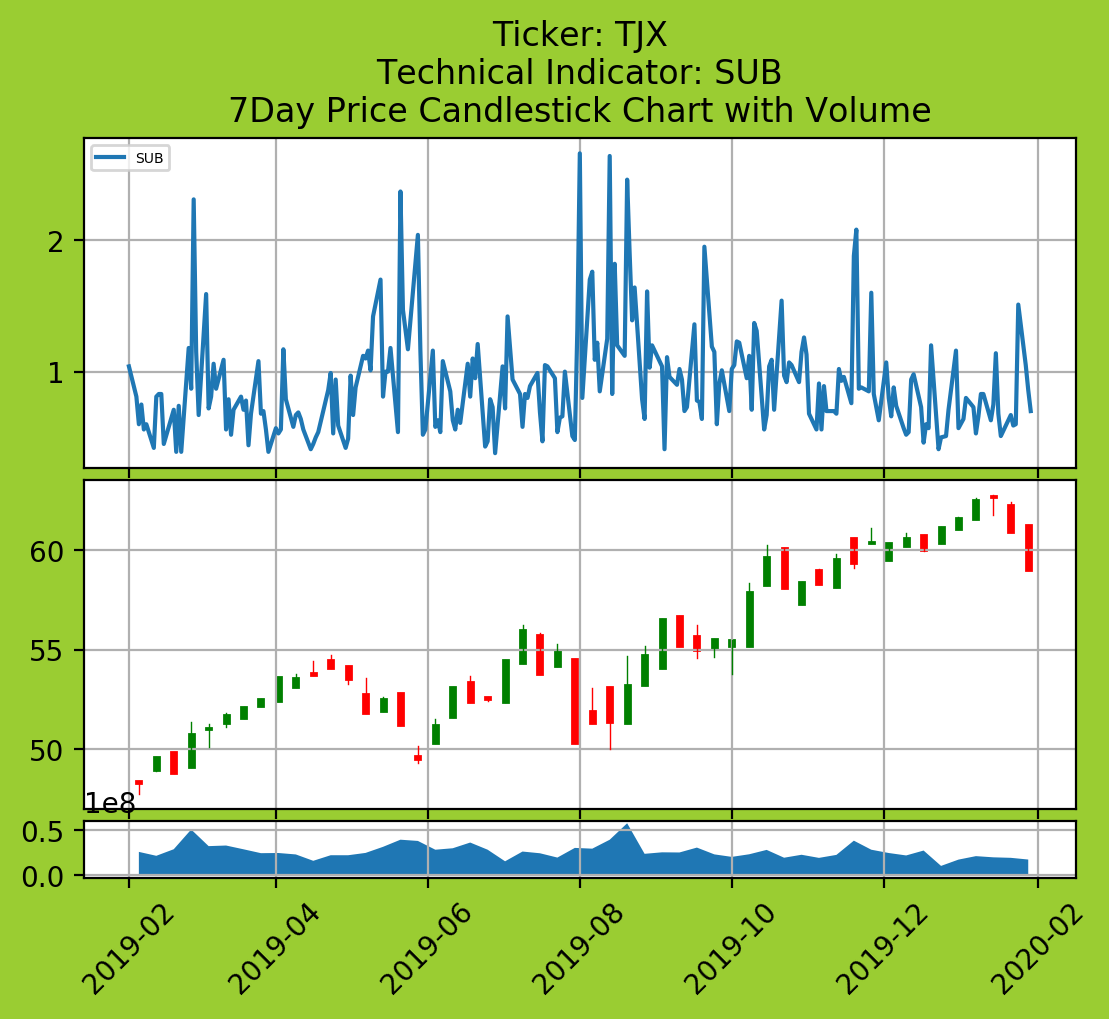 Ticker: TJX
Technical Indicator: SUB
7Day Price Candlestick Chart with Volume
SUB
2
1
60
55
50
1e8
0.5
0.0
2019-02
2019-04
2019-06
2019-08
2019-10
2019-12
2020-02